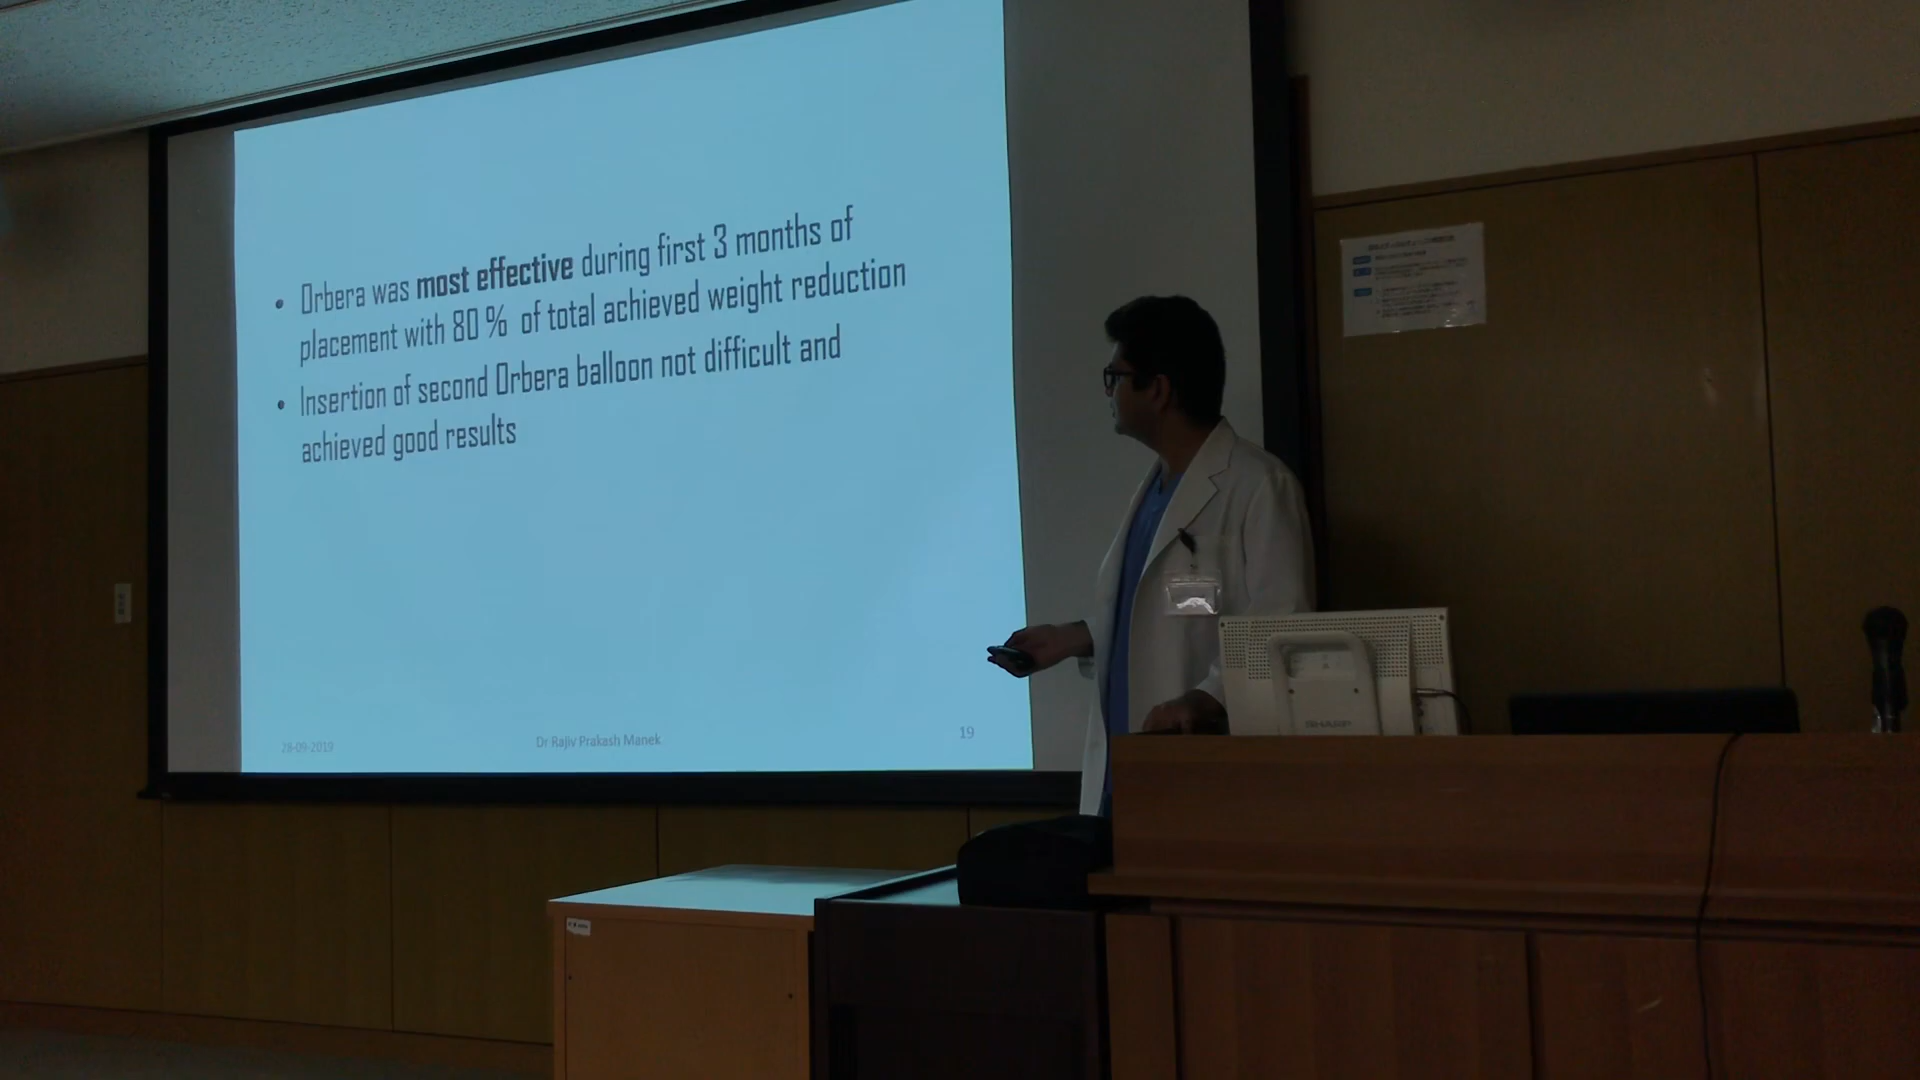 • Orbera was most effective during first 3 months of
placement with 80 % of total achieved weight reduction
• Insertion of second Orbera balloon not difficult and
achieved good results
28-09-2019
Dr Rajiv Prakash Manek
19
SHARP